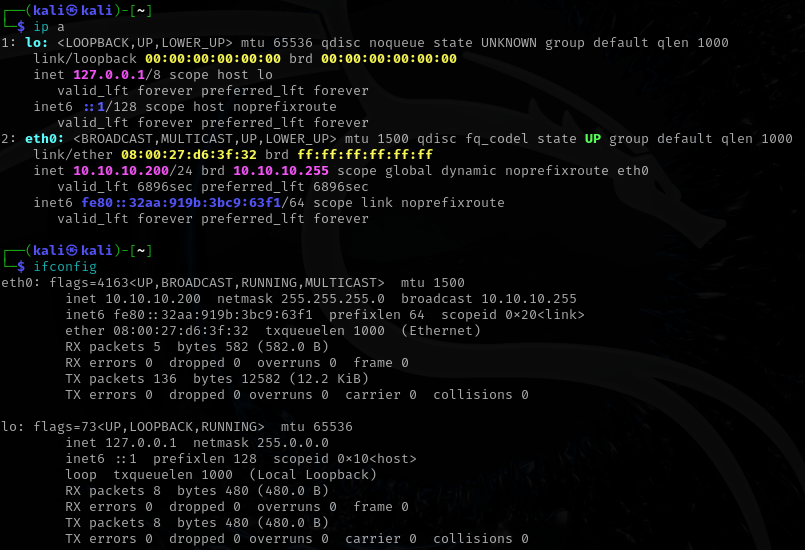 ┌──(kali㉿kali)-[~]
└─$ ip a
1: lo: <LOOPBACK,UP,LOWER_UP> mtu 65536 qdisc noqueue state UNKNOWN group default qlen 1000
    link/loopback 00:00:00:00:00:00 brd 00:00:00:00:00:00
    inet 127.0.0.1/8 scope host lo
       valid_lft forever preferred_lft forever
    inet6 ::1/128 scope host noprefixroute
       valid_lft forever preferred_lft forever
2: eth0: <BROADCAST,MULTICAST,UP,LOWER_UP> mtu 1500 qdisc fq_codel state UP group default qlen 1000
    link/ether 08:00:27:d6:3f:32 brd ff:ff:ff:ff:ff:ff
    inet 10.10.10.200/24 brd 10.10.10.255 scope global dynamic noprefixroute eth0
       valid_lft 6896sec preferred_lft 6896sec
    inet6 fe80::32aa:919b:3bc9:63f1/64 scope link noprefixroute
       valid_lft forever preferred_lft forever

┌──(kali㉿kali)-[~]
└─$ ifconfig
eth0: flags=4163<UP,BROADCAST,RUNNING,MULTICAST>  mtu 1500
        inet 10.10.10.200  netmask 255.255.255.0  broadcast 10.10.10.255
        inet6 fe80::32aa:919b:3bc9:63f1  prefixlen 64  scopeid 0×20<link>
        ether 08:00:27:d6:3f:32  txqueuelen 1000  (Ethernet)
        RX packets 5  bytes 582 (582.0 B)
        RX errors 0  dropped 0  overruns 0  frame 0
        TX packets 136  bytes 12582 (12.2 KiB)
        TX errors 0  dropped 0 overruns 0  carrier 0  collisions 0

lo: flags=73<UP,LOOPBACK,RUNNING>  mtu 65536
        inet 127.0.0.1  netmask 255.0.0.0
        inet6 ::1  prefixlen 128  scopeid 0×10<host>
        loop  txqueuelen 1000  (Local Loopback)
        RX packets 8  bytes 480 (480.0 B)
        RX errors 0  dropped 0  overruns 0  frame 0
        TX packets 8  bytes 480 (480.0 B)
        TX errors 0  dropped 0 overruns 0  carrier 0  collisions 0